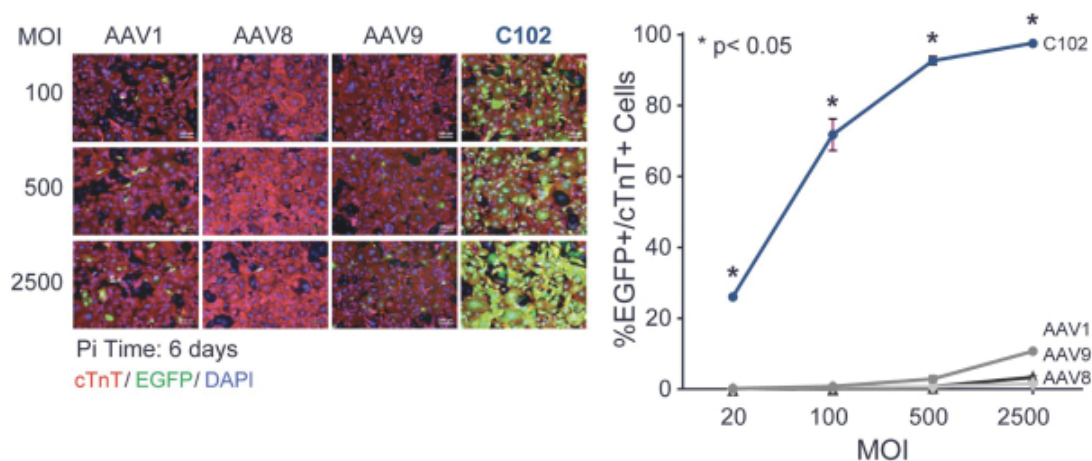 MOI AAV1 AAV8 AAV9 C102
100
500
2500
Pi Time: 6 days
cTnT/ EGFP/ DAPI
%EGFP+/cTnT+ Cells
100
80
60
40
20
0
* p< 0.05
*
*
*
*
C102
AAV1
AAV9
AAV8
20 100 500 2500
MOI